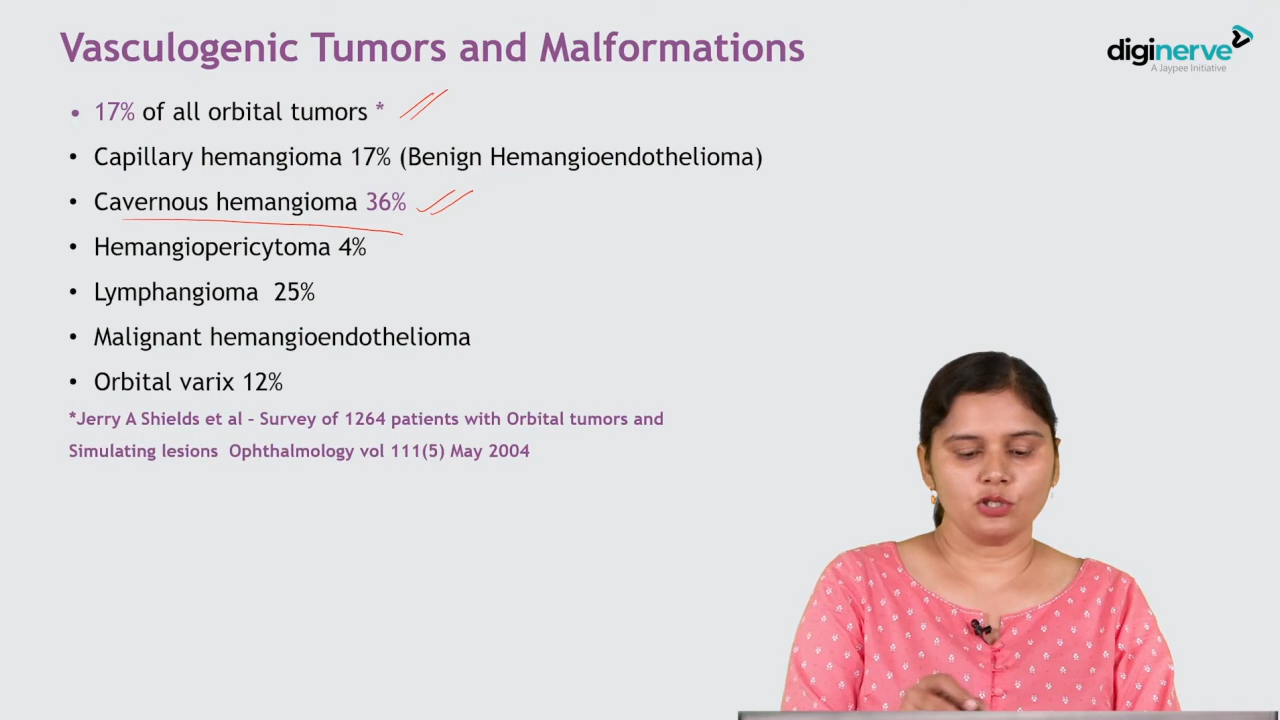 Vasculogenic Tumors and Malformations
diginerve
A Jaypee Initiative
• 17% of all orbital tumors *
• Capillary hemangioma 17% (Benign Hemangioendothelioma)
• Cavernous hemangioma 36%
• Hemangiopericytoma 4%
• Lymphangioma 25%
• Malignant hemangioendothelioma
• Orbital varix 12%
*Jerry A Shields et al – Survey of 1264 patients with Orbital tumors and
Simulating lesions Ophthalmology vol 111(5) May 2004